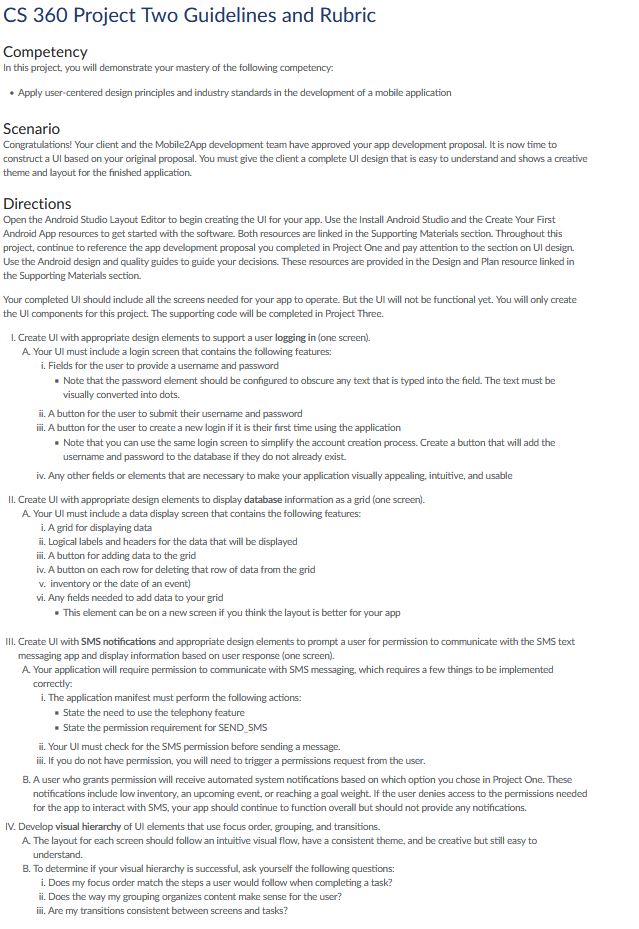 CS 360 Project Two Guidelines and Rubric
Competency
In this project, you will demonstrate your mastery of the following competency:
• Apply user-centered design principles and industry standards in the development of a mobile application
Scenario
Congratulations! Your client and the Mobile2App development team have approved your app development proposal. It is now time to
construct a UI based on your original proposal. You must give the client a complete UI design that is easy to understand and shows a creative
theme and layout for the finished application.
Directions
Open the Android Studio Layout Editor to begin creating the UI for your app. Use the Install Android Studio and the Create Your First
Android App resources to get started with the software. Both resources are linked in the Supporting Materials section. Throughout this
project, continue to reference the app development proposal you completed in Project One and pay attention to the section on UI design.
Use the Android design and quality guides to guide your decisions. These resources are provided in the Design and Plan resource linked in
the Supporting Materials section.
Your completed UI should include all the screens needed for your app to operate. But the UI will not be functional yet. You will only create
the UI components for this project. The supporting code will be completed in Project Three.
I. Create UI with appropriate design elements to support a user logging in (one screen).
A. Your UI must include a login screen that contains the following features:
i. Fields for the user to provide a username and password
▪ Note that the password element should be configured to obscure any text that is typed into the field. The text must be
visually converted into dots.
ii. A button for the user to submit their username and password
iii. A button for the user to create a new login if it is their first time using the application
▪ Note that you can use the same login screen to simplify the account creation process. Create a button that will add the
username and password to the database if they do not already exist.
iv. Any other fields or elements that are necessary to make your application visually appealing, intuitive, and usable
II. Create UI with appropriate design elements to display database information as a grid (one screen).
A. Your UI must include a data display screen that contains the following features:
i. A grid for displaying data
ii. Logical labels and headers for the data that will be displayed
iii. A button for adding data to the grid
iv. A button on each row for deleting that row of data from the grid
v. inventory or the date of an event)
vi. Any fields needed to add data to your grid
▪ This element can be on a new screen if you think the layout is better for your app
III. Create UI with SMS notifications and appropriate design elements to prompt a user for permission to communicate with the SMS text
messaging app and display information based on user response (one screen).
A. Your application will require permission to communicate with SMS messaging, which requires a few things to be implemented
correctly:
i. The application manifest must perform the following actions:
▪ State the need to use the telephony feature
▪ State the permission requirement for SEND_SMS
ii. Your UI must check for the SMS permission before sending a message.
iii. If you do not have permission, you will need to trigger a permissions request from the user.
B. A user who grants permission will receive automated system notifications based on which option you chose in Project One. These
notifications include low inventory, an upcoming event, or reaching a goal weight. If the user denies access to the permissions needed
for the app to interact with SMS, your app should continue to function overall but should not provide any notifications.
IV. Develop visual hierarchy of UI elements that use focus order, grouping, and transitions.
A. The layout for each screen should follow an intuitive visual flow, have a consistent theme, and be creative but still easy to
understand.
B. To determine if your visual hierarchy is successful, ask yourself the following questions:
i. Does my focus order match the steps a user would follow when completing a task?
ii. Does the way my grouping organizes content make sense for the user?
iii. Are my transitions consistent between screens and tasks?